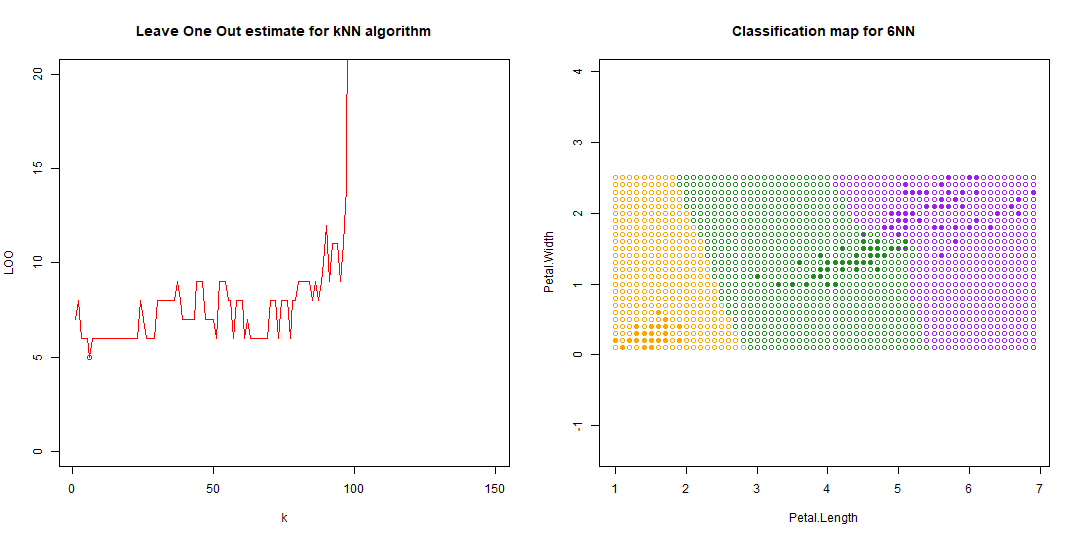 Leave One Out estimate for kNN algorithm
LOO
20
15
10
5
0
0 50 100 150
k
Classification map for 6NN
Petal.Width
4
3
2
1
0
-1
1 2 3 4 5 6 7
Petal.Length